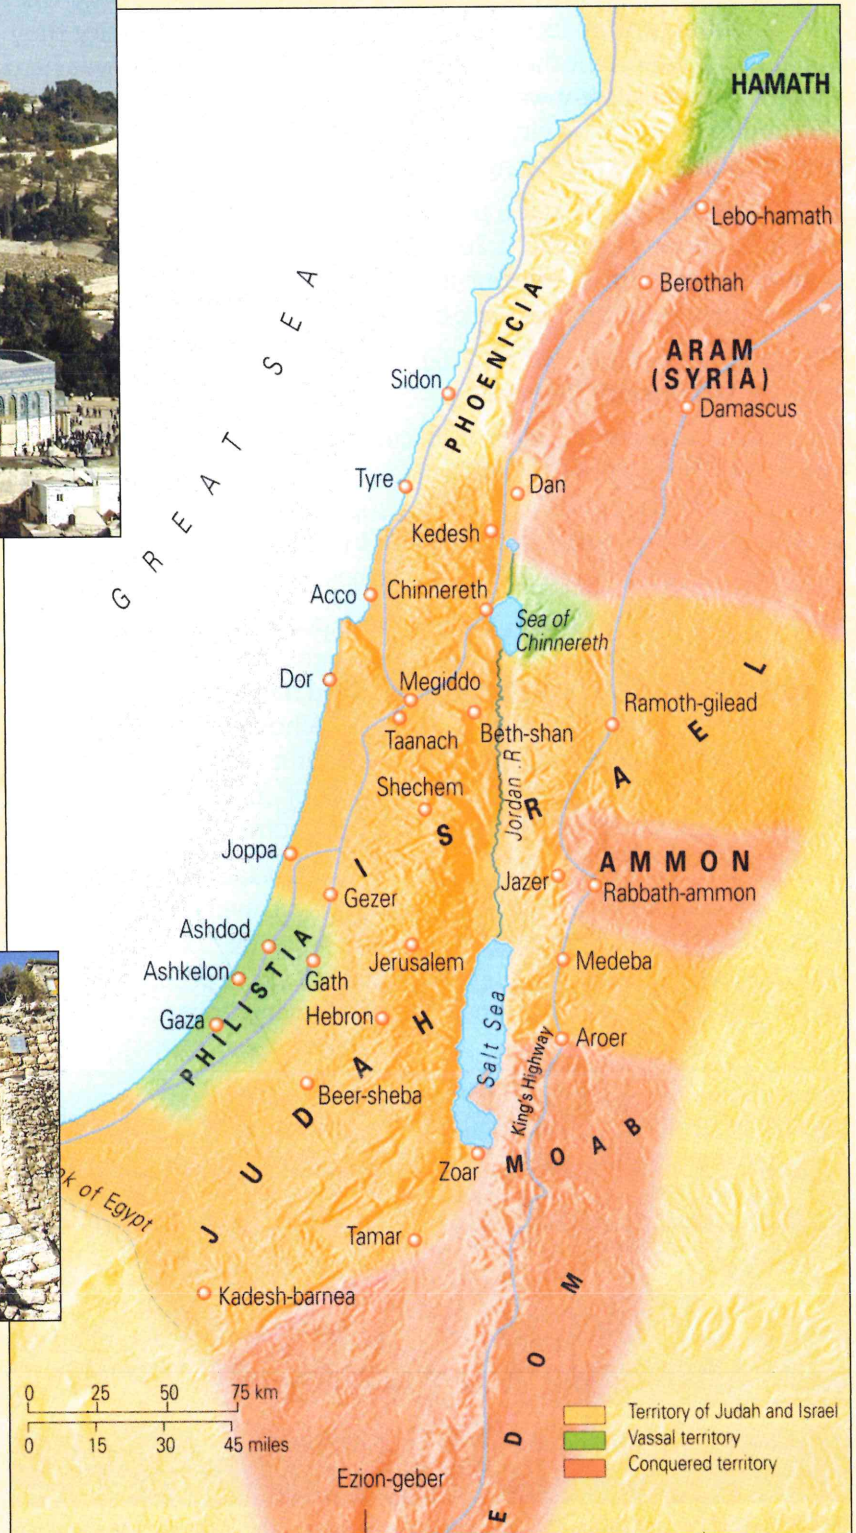 HAMATH
Lebo-hamath
Berothah
GREAT SEA
PHOENICIA
ARAM
(SYRIA)
Sidon
Damascus
Tyre
Dan
Kedesh
Acco
Chinnereth
Sea of
Chinnereth
Dor
Megiddo
Ramoth-gilead
Taanach
Beth-shan
Jordan .R
Shechem
ISRAEL
Joppa
AMMON
Jazer
Rabbath-ammon
Gezer
Ashdod
Jerusalem
Medeba
Ashkelon
Gath
PHILISTIA
Gaza
Hebron
Salt Sea
Aroer
King's Highway
Beer-sheba
JUDAH
MOAB
Zoar
of Egypt
Tamar
Kadesh-barnea
EDOM
0 25 50 75 km
0 15 30 45 miles
Territory of Judah and Israel
Vassal territory
Conquered territory
Ezion-geber